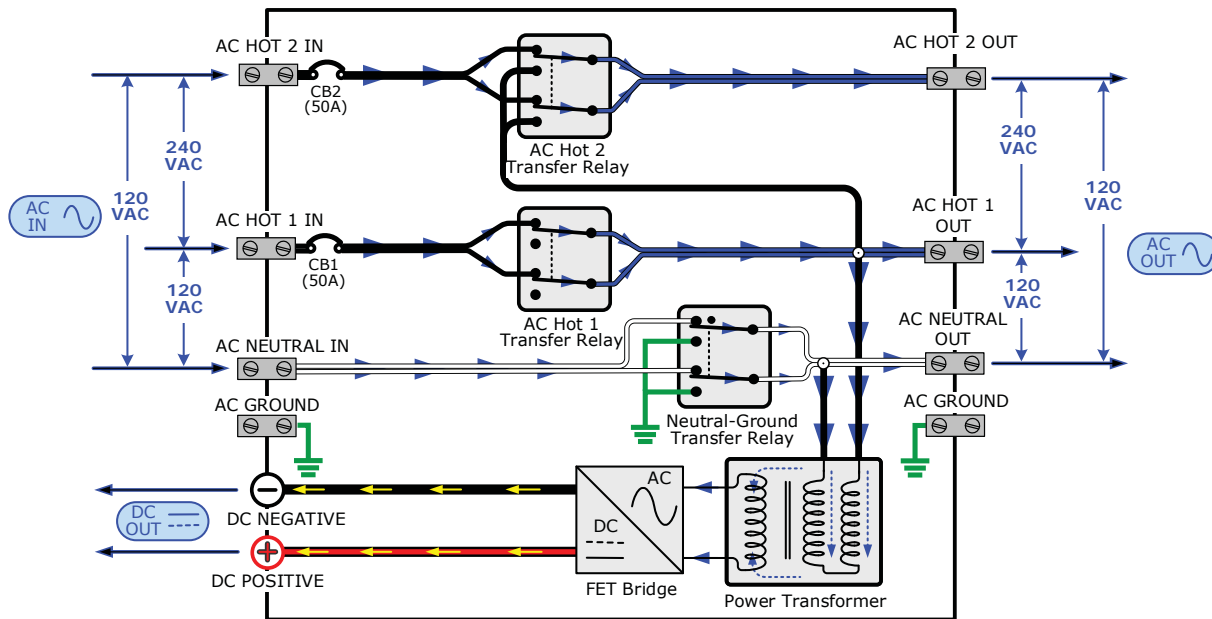 AC HOT 2 IN
CB2
(50A)
AC Hot 2
Transfer Relay
AC HOT 2 OUT
240
VAC
120
VAC
AC
IN
AC HOT 1 IN
CB1
(50A)
120
VAC
AC Hot 1
Transfer Relay
240
VAC
120
VAC
AC HOT 1
OUT
AC
OUT
120
VAC
AC NEUTRAL IN
AC NEUTRAL
OUT
AC GROUND
Neutral-Ground
Transfer Relay
AC GROUND
DC
OUT
DC NEGATIVE
DC POSITIVE
AC
DC
FET Bridge
Power Transformer